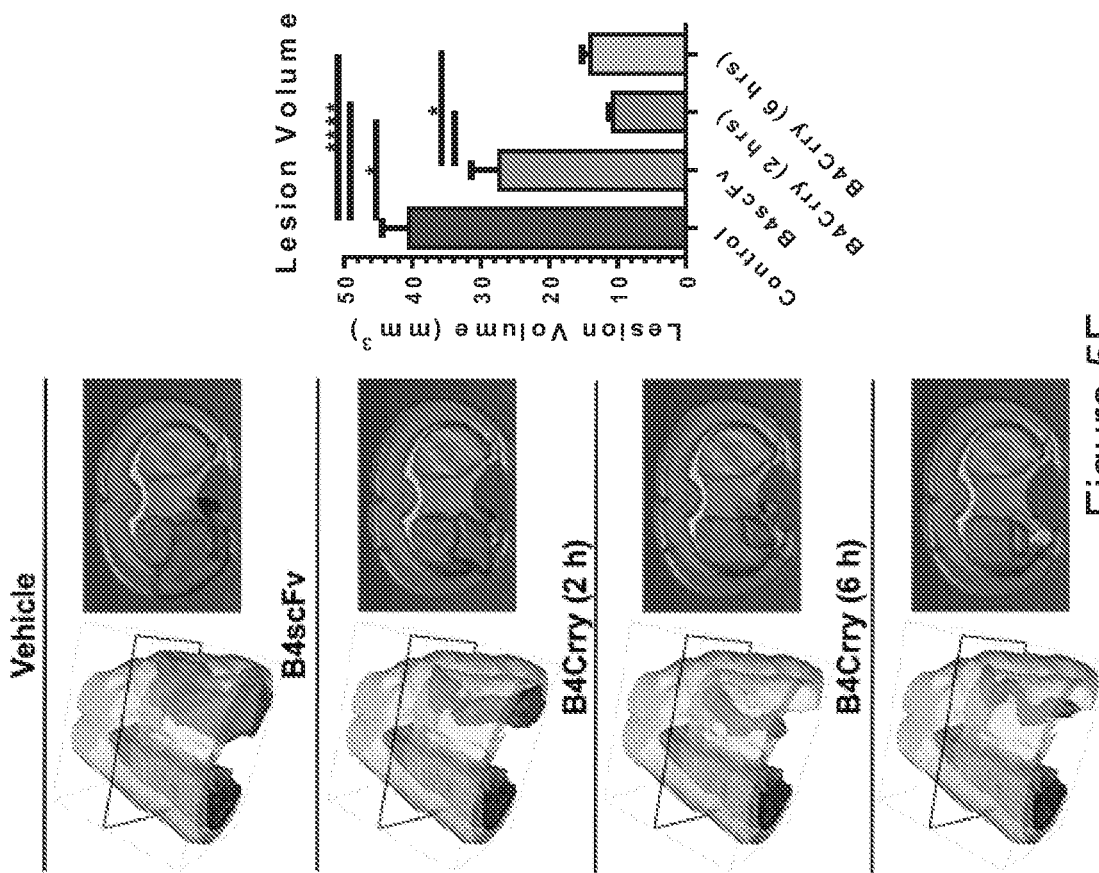 Vehicle
B4scFv
B4Crry (2 h)
B4Crry (6 h)
Lesion Volume
****
*
*
Lesion Volume (mm³)
50
40
30
20
10
0
Control
B4scFv
B4Crry (2 hrs)
B4Crry (6 hrs)
Figure